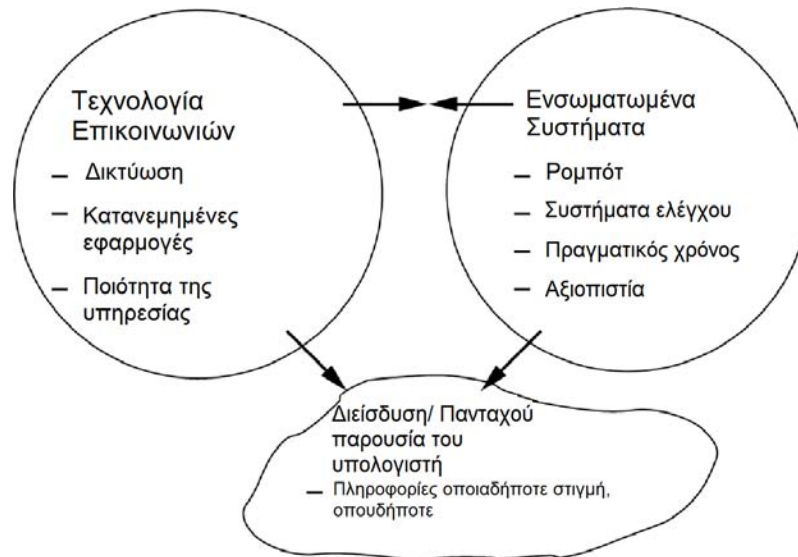 Τεχνολογία
Επικοινωνιών
– Δικτύωση
– Κατανεμημένες
εφαρμογές
– Ποιότητα της
υπηρεσίας
Ενσωματωμένα
Συστήματα
– Ρομπότ
– Συστήματα ελέγχου
– Πραγματικός χρόνος
– Αξιοπιστία
Διείσδυση/ Πανταχού
παρουσία του
υπολογιστή
– Πληροφορίες οποιαδήποτε στιγμή,
οπουδήποτε